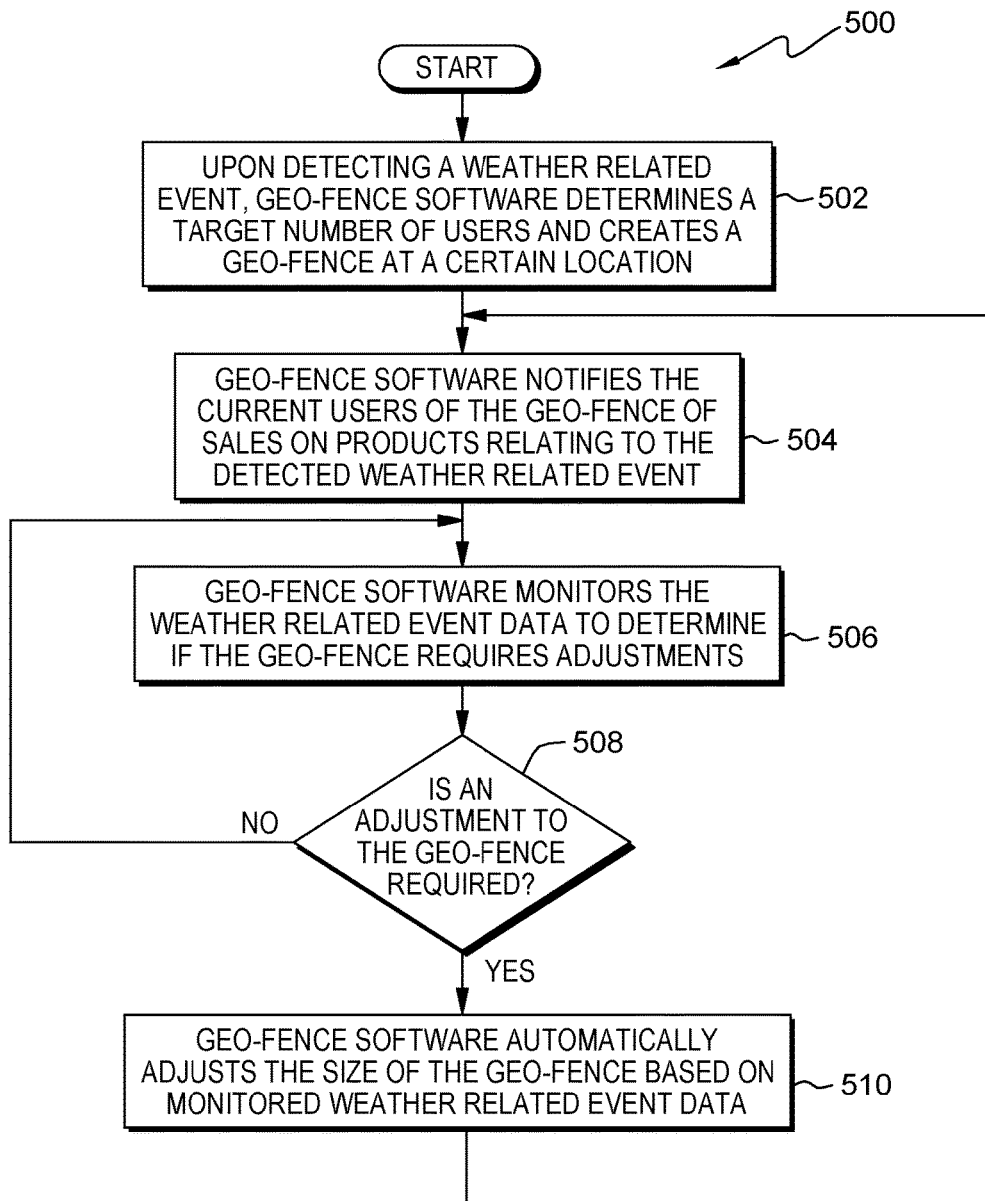 500
START
UPON DETECTING A WEATHER RELATED
EVENT, GEO-FENCE SOFTWARE DETERMINES A
TARGET NUMBER OF USERS AND CREATES A
GEO-FENCE AT A CERTAIN LOCATION
502
GEO-FENCE SOFTWARE NOTIFIES THE
CURRENT USERS OF THE GEO-FENCE OF
SALES ON PRODUCTS RELATING TO THE
DETECTED WEATHER RELATED EVENT
504
GEO-FENCE SOFTWARE MONITORS THE
WEATHER RELATED EVENT DATA TO DETERMINE
IF THE GEO-FENCE REQUIRES ADJUSTMENTS
506
508
IS AN
ADJUSTMENT TO
THE GEO-FENCE
REQUIRED?
NO
YES
GEO-FENCE SOFTWARE AUTOMATICALLY
ADJUSTS THE SIZE OF THE GEO-FENCE BASED ON
MONITORED WEATHER RELATED EVENT DATA
510